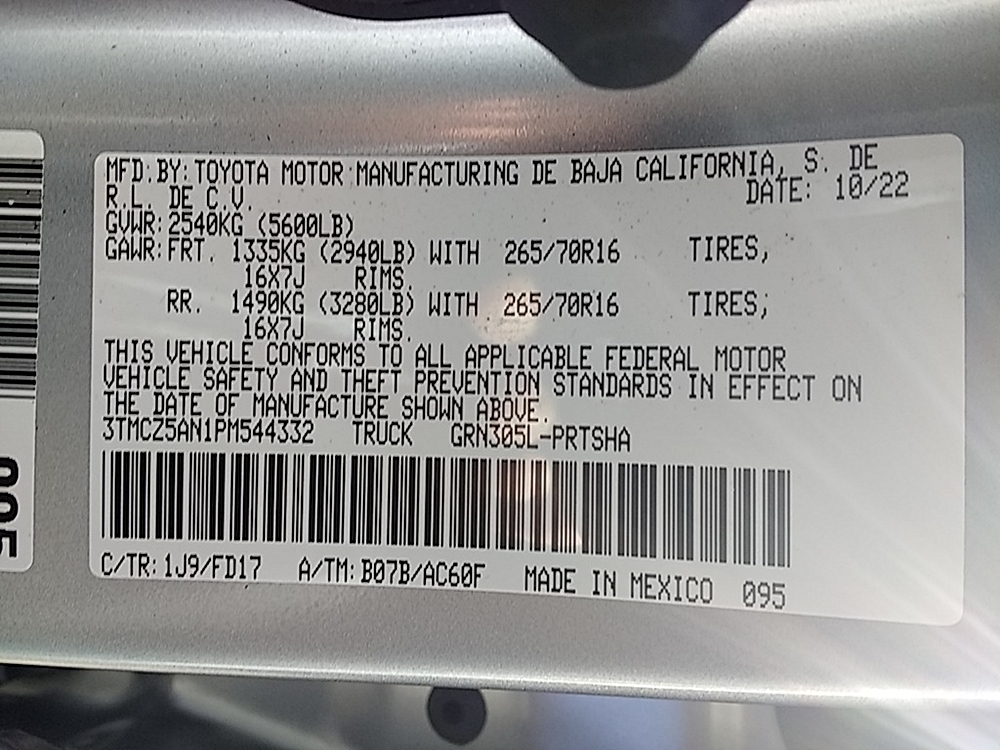 MFD. BY: TOYOTA MOTOR MANUFACTURING DE BAJA CALIFORNIA, S. DE
R.L. DE C.V. DATE: 10/22
GVWR: 2540KG (5600LB)
GAWR: FRT. 1335KG (2940LB) WITH 265/70R16 TIRES,
16X7J RIMS.
RR. 1490KG (3280LB) WITH 265/70R16 TIRES,
16X7J RIMS.
THIS VEHICLE CONFORMS TO ALL APPLICABLE FEDERAL MOTOR
VEHICLE SAFETY AND THEFT PREVENTION STANDARDS IN EFFECT ON
THE DATE OF MANUFACTURE SHOWN ABOVE.
3TMCZ5AN1PM544332 TRUCK GRN305L-PRTSHA
C/TR: 1J9/FD17 A/TM: B07B/AC60F MADE IN MEXICO 095